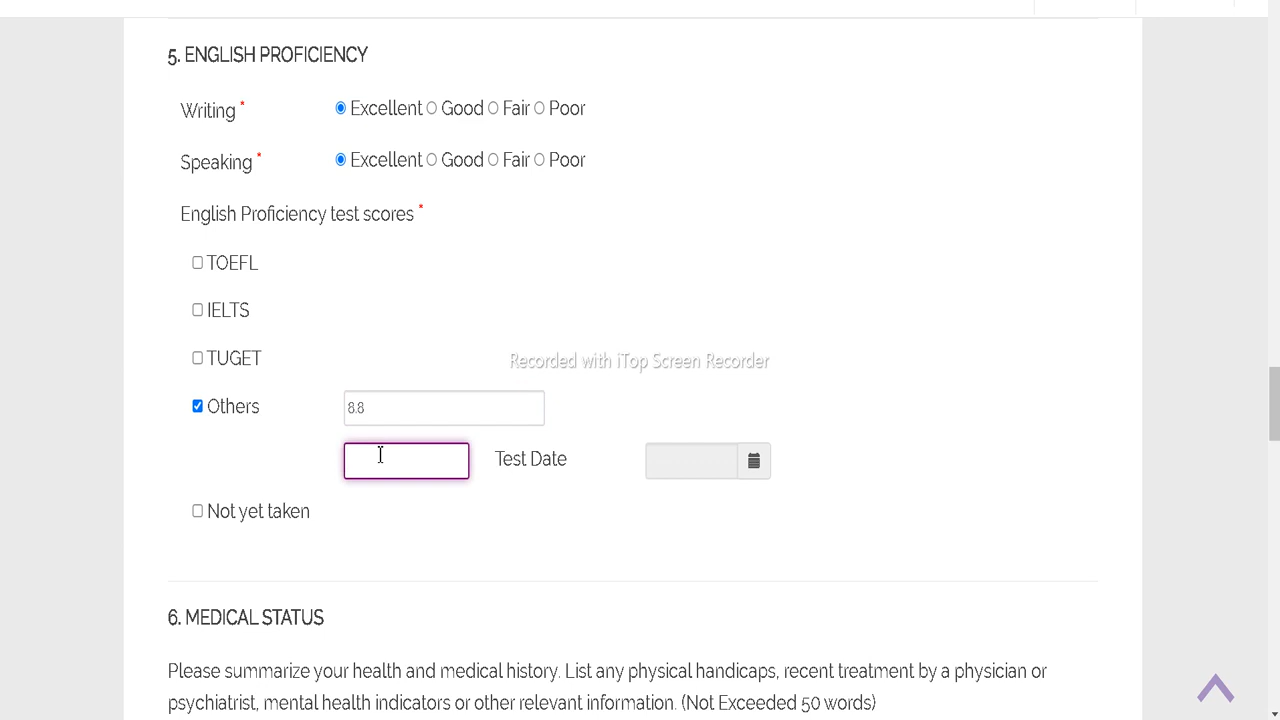 5. ENGLISH PROFICIENCY
Writing * Excellent Good Fair Poor
Speaking * Excellent Good Fair Poor
English Proficiency test scores *
TOEFL
IELTS
TUGET
Recorded with iTop Screen Recorder
Others 8.8
Test Date
Not yet taken
6. MEDICAL STATUS
Please summarize your health and medical history. List any physical handicaps, recent treatment by a physician or
psychiatrist, mental health indicators or other relevant information. (Not Exceeded 50 words)